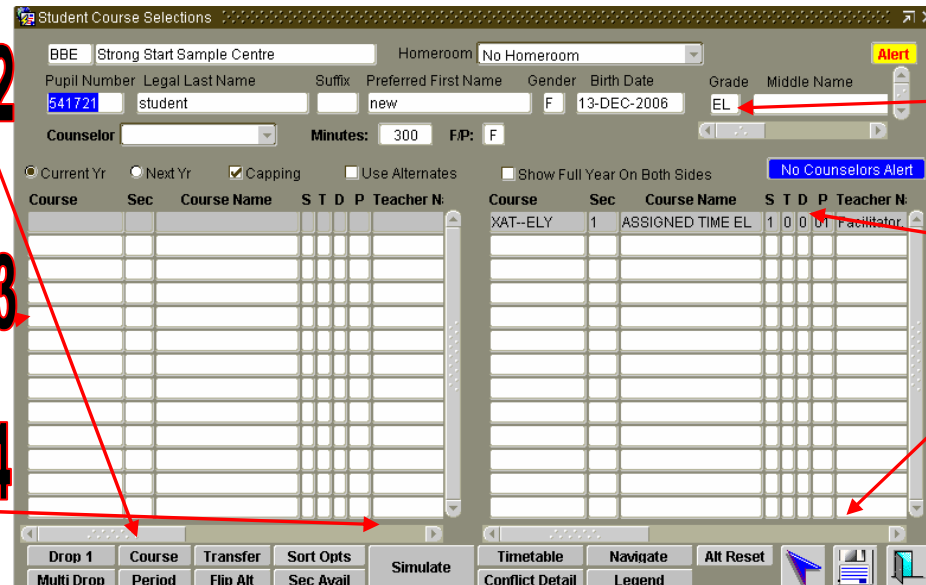 Student Course Selections
BBE Strong Start Sample Centre Homeroom No Homeroom Alert
Pupil Number Legal Last Name Suffix Preferred First Name Gender Birth Date Grade Middle Name
541721 student new F 13-DEC-2006 EL
Counselor Minutes: 300 F/P: F
Current Yr Next Yr Capping Use Alternates Show Full Year On Both Sides No Counselors Alert
Course Sec Course Name S T D P Teacher N Course Sec Course Name S T D P Teacher N
XAT--ELY 1 ASSIGNED TIME EL 1 0 0 01 Facilitator,
2
3
4
Drop 1 Course Transfer Sort Opts Simulate Timetable Navigate Alt Reset
Multi Drop Period Flip Alt Sec Avail Conflict Detail Legend